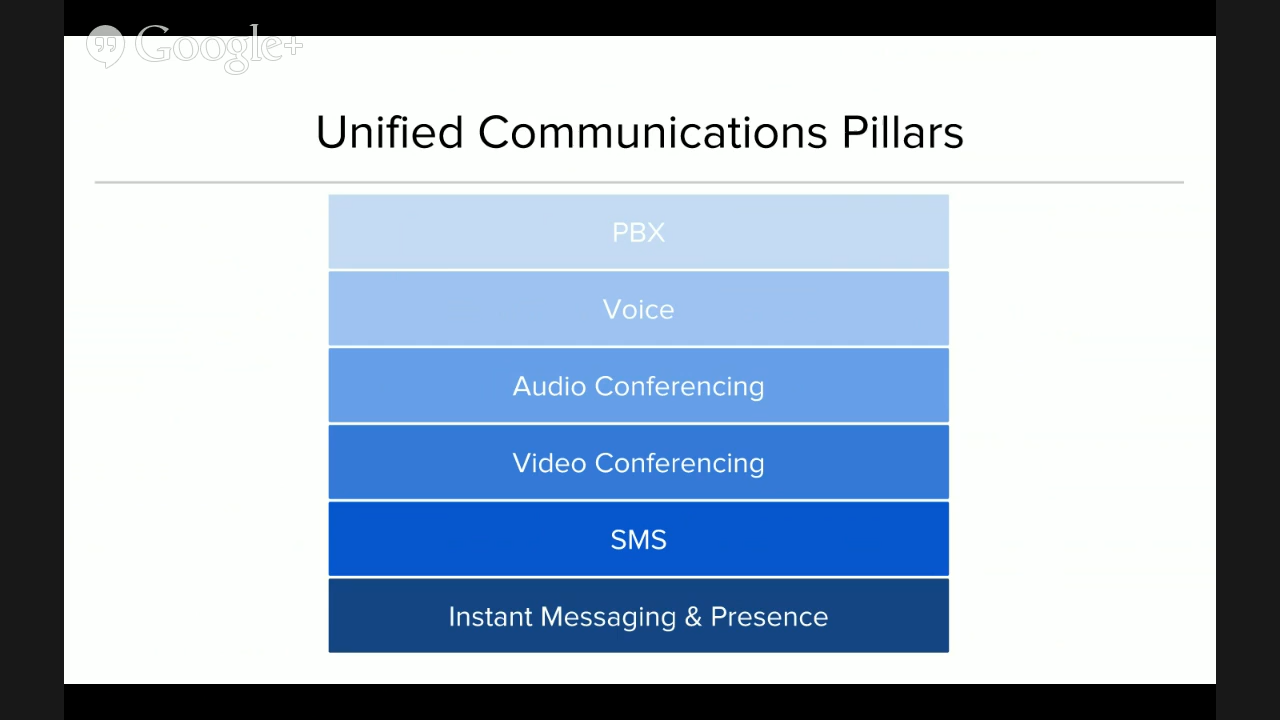 Google+
Unified Communications Pillars
PBX
Voice
Audio Conferencing
Video Conferencing
SMS
Instant Messaging & Presence